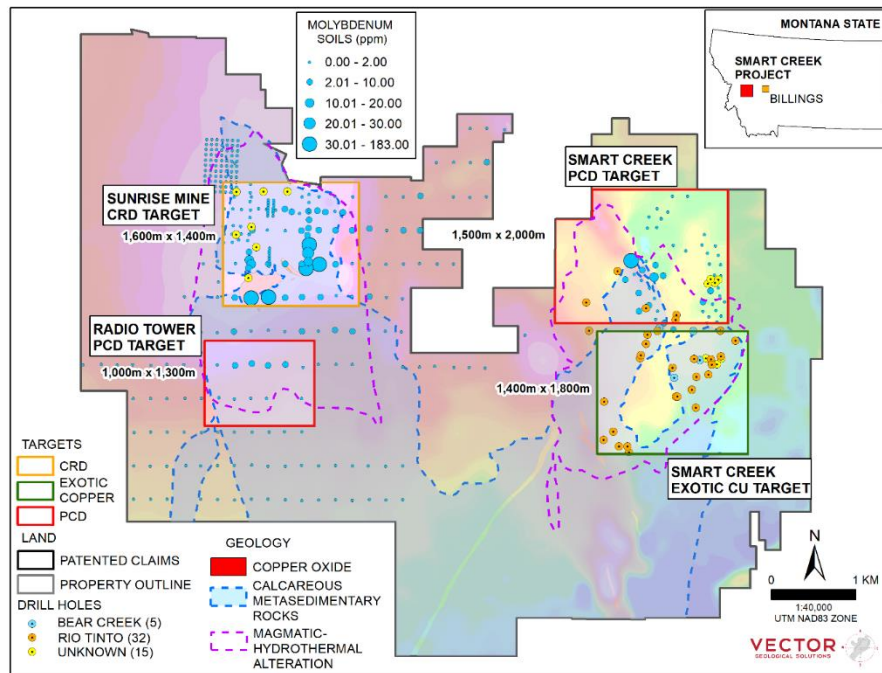 MOLYBDENUM
SOILS (ppm)
0.00 - 2.00
2.01 - 10.00
10.01 - 20.00
20.01 - 30.00
30.01 - 183.00
MONTANA STATE
SMART CREEK
PROJECT
BILLINGS
SUNRISE MINE
CRD TARGET
1,600m x 1,400m
SMART CREEK
PCD TARGET
1,500m x 2,000m
RADIO TOWER
PCD TARGET
1,000m x 1,300m
1,400m x 1,800m
SMART CREEK
EXOTIC CU TARGET
TARGETS
CRD
EXOTIC
COPPER
PCD
LAND
PATENTED CLAIMS
PROPERTY OUTLINE
DRILL HOLES
BEAR CREEK (5)
RIO TINTO (32)
UNKNOWN (15)
GEOLOGY
COPPER OXIDE
CALCAREOUS
METASEDIMENTARY
ROCKS
MAGMATIC-
HYDROTHERMAL
ALTERATION
N
0 1 KM
1:40,000
UTM NAD83 ZONE
VECTOR
GEOLOGICAL SOLUTIONS